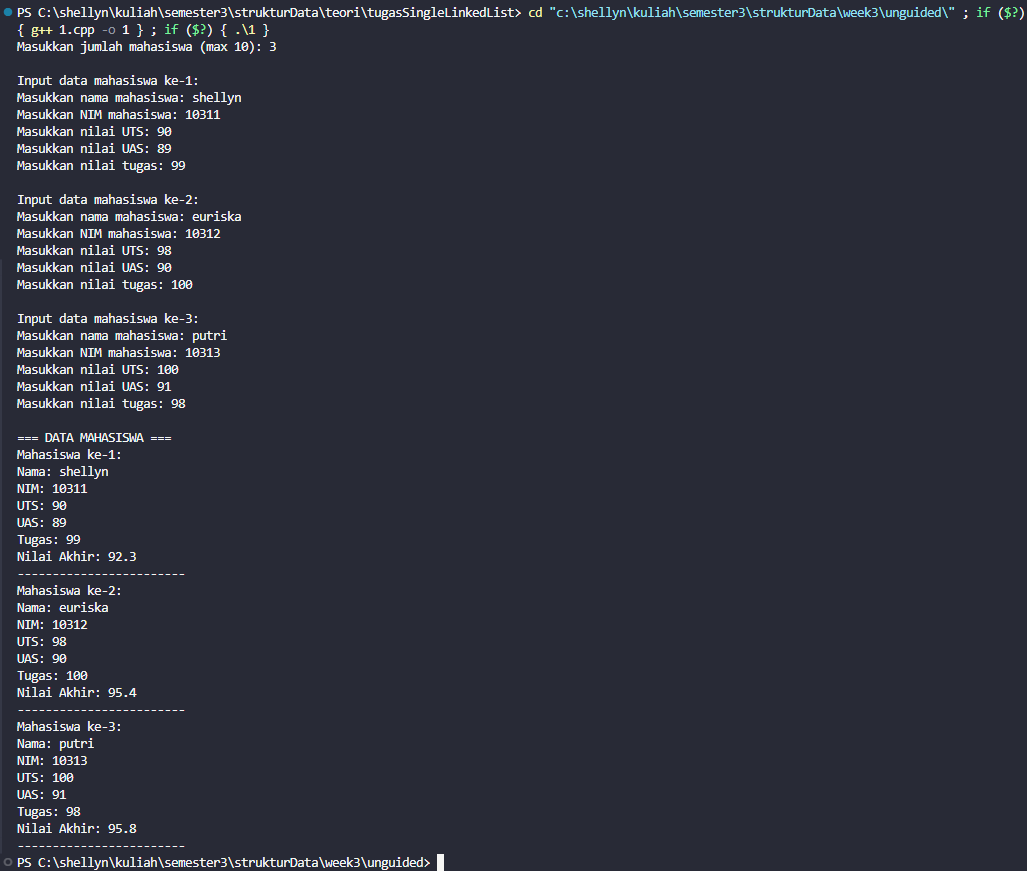 PS C:\shellyn\kuliah\semester3\strukturData\teori\tugasSingleLinkedList> cd "c:\shellyn\kuliah\semester3\strukturData\week3\unguided\" ; if ($?)
{ g++ 1.cpp -o 1 } ; if ($?) { .\1 }
Masukkan jumlah mahasiswa (max 10): 3

Input data mahasiswa ke-1:
Masukkan nama mahasiswa: shellyn
Masukkan NIM mahasiswa: 10311
Masukkan nilai UTS: 90
Masukkan nilai UAS: 89
Masukkan nilai tugas: 99

Input data mahasiswa ke-2:
Masukkan nama mahasiswa: euriska
Masukkan NIM mahasiswa: 10312
Masukkan nilai UTS: 98
Masukkan nilai UAS: 90
Masukkan nilai tugas: 100

Input data mahasiswa ke-3:
Masukkan nama mahasiswa: putri
Masukkan NIM mahasiswa: 10313
Masukkan nilai UTS: 100
Masukkan nilai UAS: 91
Masukkan nilai tugas: 98

=== DATA MAHASISWA ===
Mahasiswa ke-1:
Nama: shellyn
NIM: 10311
UTS: 90
UAS: 89
Tugas: 99
Nilai Akhir: 92.3
------------------------
Mahasiswa ke-2:
Nama: euriska
NIM: 10312
UTS: 98
UAS: 90
Tugas: 100
Nilai Akhir: 95.4
------------------------
Mahasiswa ke-3:
Nama: putri
NIM: 10313
UTS: 100
UAS: 91
Tugas: 98
Nilai Akhir: 95.8
------------------------
PS C:\shellyn\kuliah\semester3\strukturData\week3\unguided>